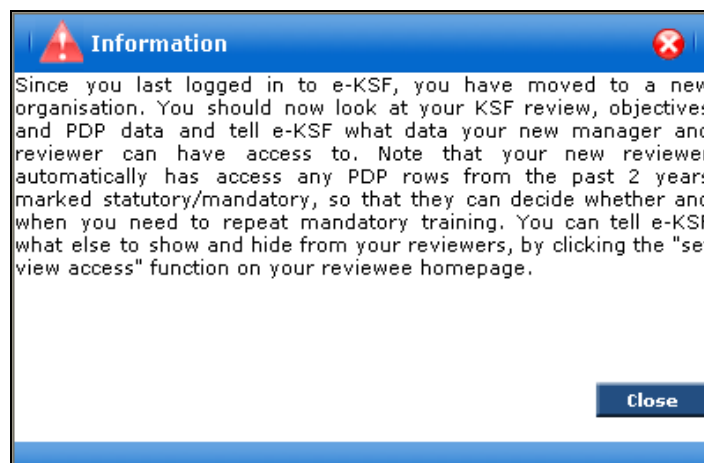 Information
Since you last logged in to e-KSF, you have moved to a new
organisation. You should now look at your KSF review, objectives
and PDP data and tell e-KSF what data your new manager and
reviewer can have access to. Note that your new reviewer
automatically has access any PDP rows from the past 2 years
marked statutory/mandatory, so that they can decide whether and
when you need to repeat mandatory training. You can tell e-KSF
what else to show and hide from your reviewers, by clicking the "set
view access" function on your reviewee homepage.
Close